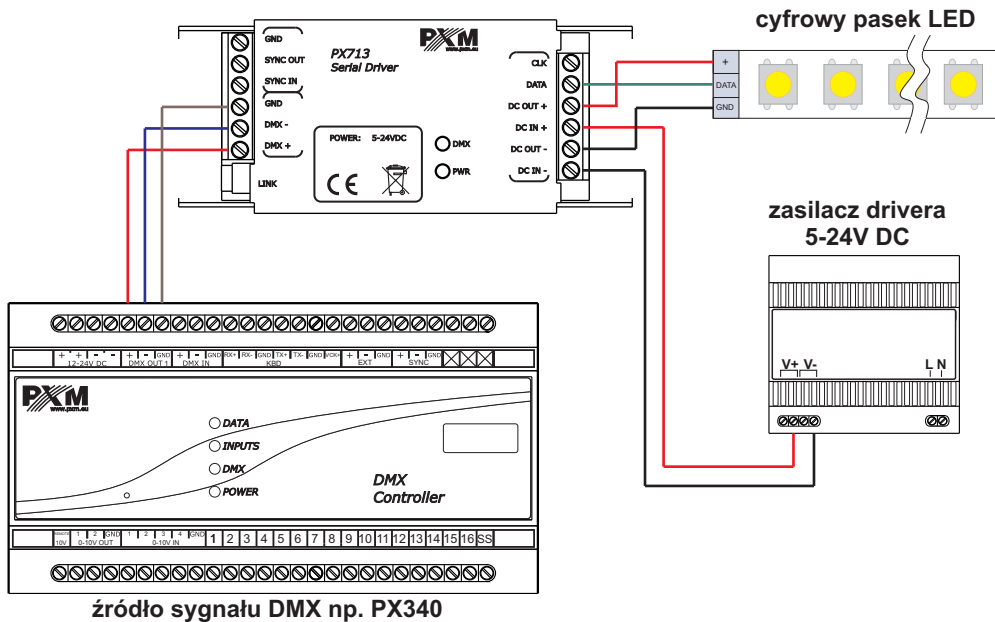 cyfrowy pasek LED
GND
SYNC OUT
SYNC IN
GND
DMX -
DMX +
LINK
PX713
Serial Driver
PXM
www.pxm.eu
POWER: 5-24VDC
CE
DMX
PWR
CLK
DATA
DC OUT +
DC IN +
DC OUT -
DC IN -
+
DATA
GND
zasilacz drivera
5-24V DC
V+ V-
L N
+ + - - + - GND + - GND RX+ RX- GND TX+ TX- GND VCK+ + - GND + - GND
12-24V DC DMX OUT 1 DMX IN KBD EXT SYNC
PXM
www.pxm.eu
DATA
INPUTS
DMX
POWER
DMX
Controller
1 2 GND 1 2 3 4 GND 1 2 3 4 5 6 7 8 9 10 11 12 13 14 15 16 SS
10V 0-10V OUT 0-10V IN
źródło sygnału DMX np. PX340